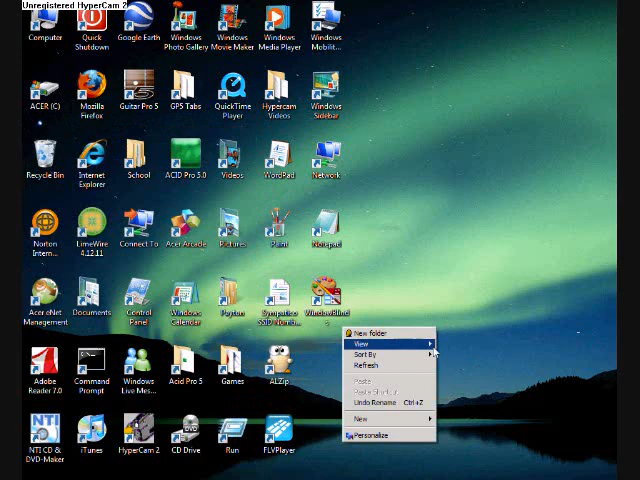 Unregistered HyperCam 2
Computer
Quick Shutdown
Google Earth
Windows Photo Gallery
Windows Movie Maker
Windows Media Player
Windows Mobilit...
ACER (C)
Mozilla Firefox
Guitar Pro 5
GP5 Tabs
QuickTime Player
Hypercam Videos
Windows Sidebar
Recycle Bin
Internet Explorer
School
ACID Pro 5.0
Videos
WordPad
Network
Norton Intern...
LimeWire 4.12.11
Connect To
Acer Arcade
Pictures
Paint
Notepad
Acer eNet Management
Documents
Control Panel
Windows Calendar
Payton
Sympatico SSID Numb...
WindowBlinds
New folder
View
Sort By
Refresh
Paste
Paste Shortcut
Undo Rename Ctrl+Z
New
Personalize
Adobe Reader 7.0
Command Prompt
Windows Live Mes...
Acid Pro 5
Games
ALZip
NTI CD & DVD-Maker
iTunes
HyperCam 2
CD Drive
Run
FLVPlayer